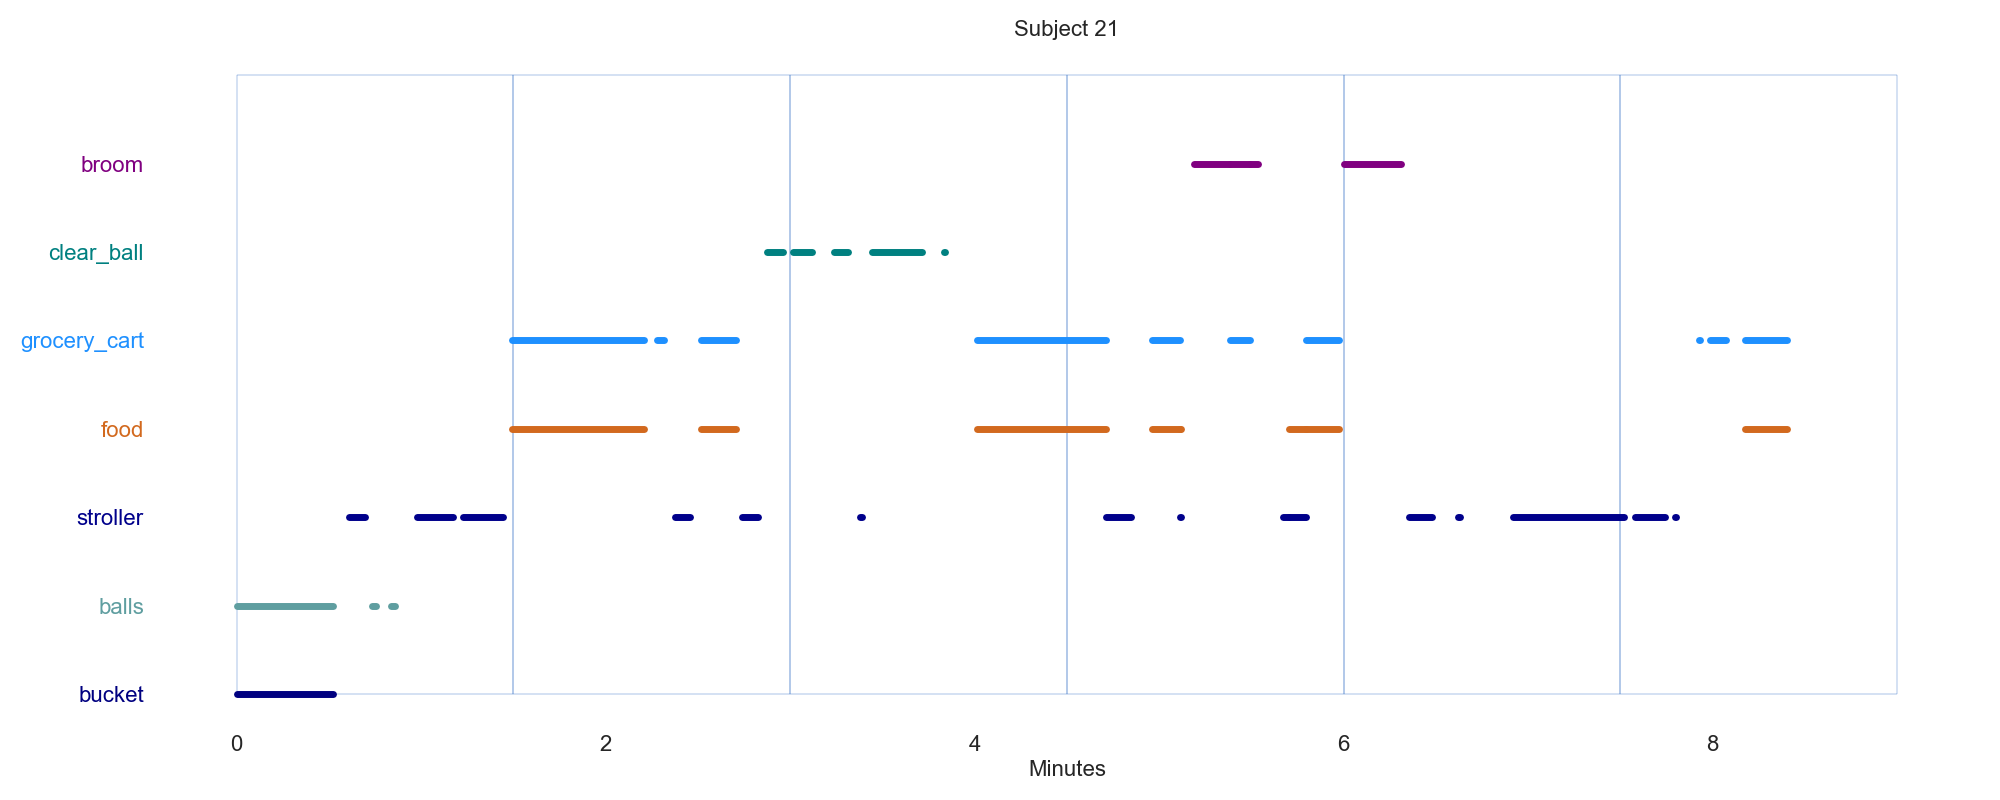 Subject 21
broom
clear_ball
grocery_cart
food
stroller
balls
bucket
0 2 4 6 8
Minutes